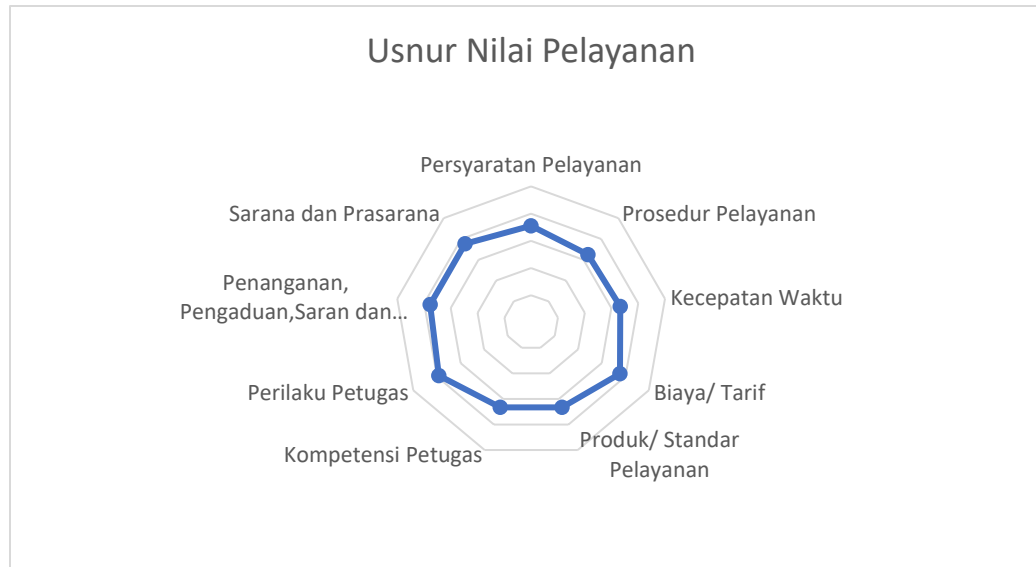 Usnur Nilai Pelayanan
Persyaratan Pelayanan
Prosedur Pelayanan
Kecepatan Waktu
Biaya/ Tarif
Produk/ Standar
Pelayanan
Kompetensi Petugas
Perilaku Petugas
Penanganan,
Pengaduan,Saran dan...
Sarana dan Prasarana